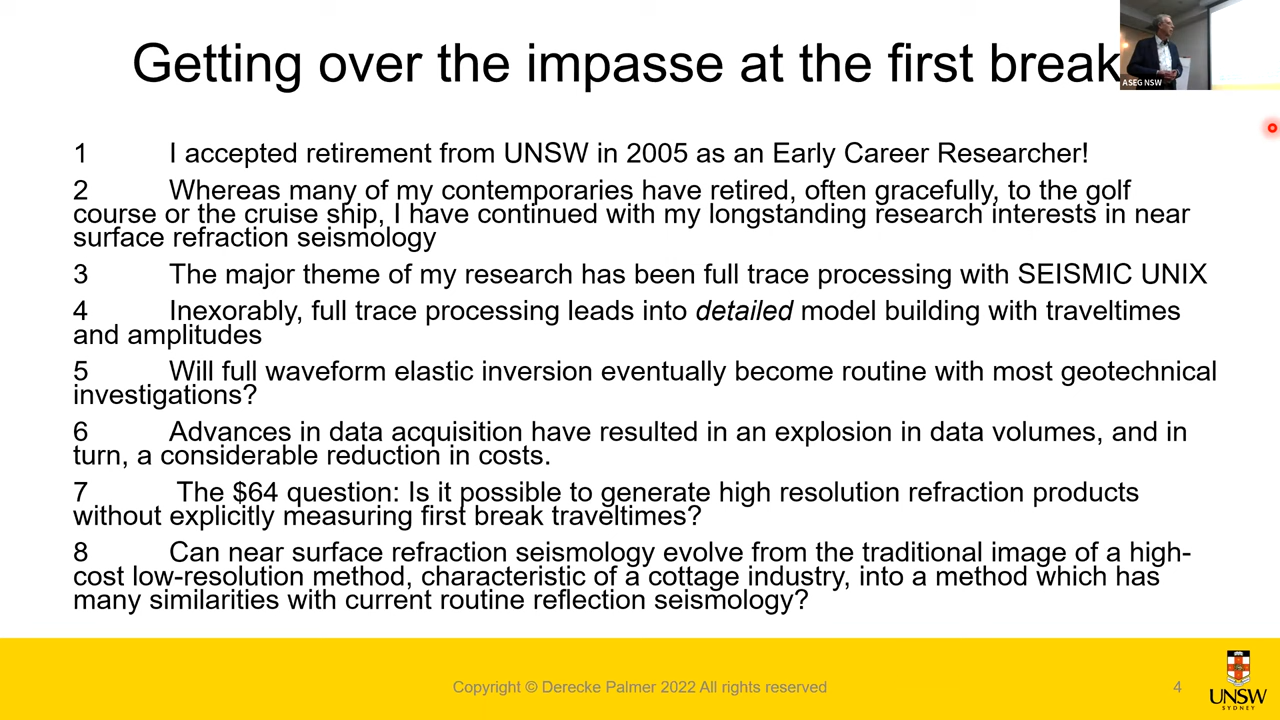 Getting over the impasse at the first break
ASEG NSW
1 I accepted retirement from UNSW in 2005 as an Early Career Researcher!
2 Whereas many of my contemporaries have retired, often gracefully, to the golf
course or the cruise ship, I have continued with my longstanding research interests in near
surface refraction seismology
3 The major theme of my research has been full trace processing with SEISMIC UNIX
4 Inexorably, full trace processing leads into detailed model building with traveltimes
and amplitudes
5 Will full waveform elastic inversion eventually become routine with most geotechnical
investigations?
6 Advances in data acquisition have resulted in an explosion in data volumes, and in
turn, a considerable reduction in costs.
7 The $64 question: Is it possible to generate high resolution refraction products
without explicitly measuring first break traveltimes?
8 Can near surface refraction seismology evolve from the traditional image of a high-
cost low-resolution method, characteristic of a cottage industry, into a method which has
many similarities with current routine reflection seismology?
Copyright © Derecke Palmer 2022 All rights reserved
4
UNSW
SYDNEY